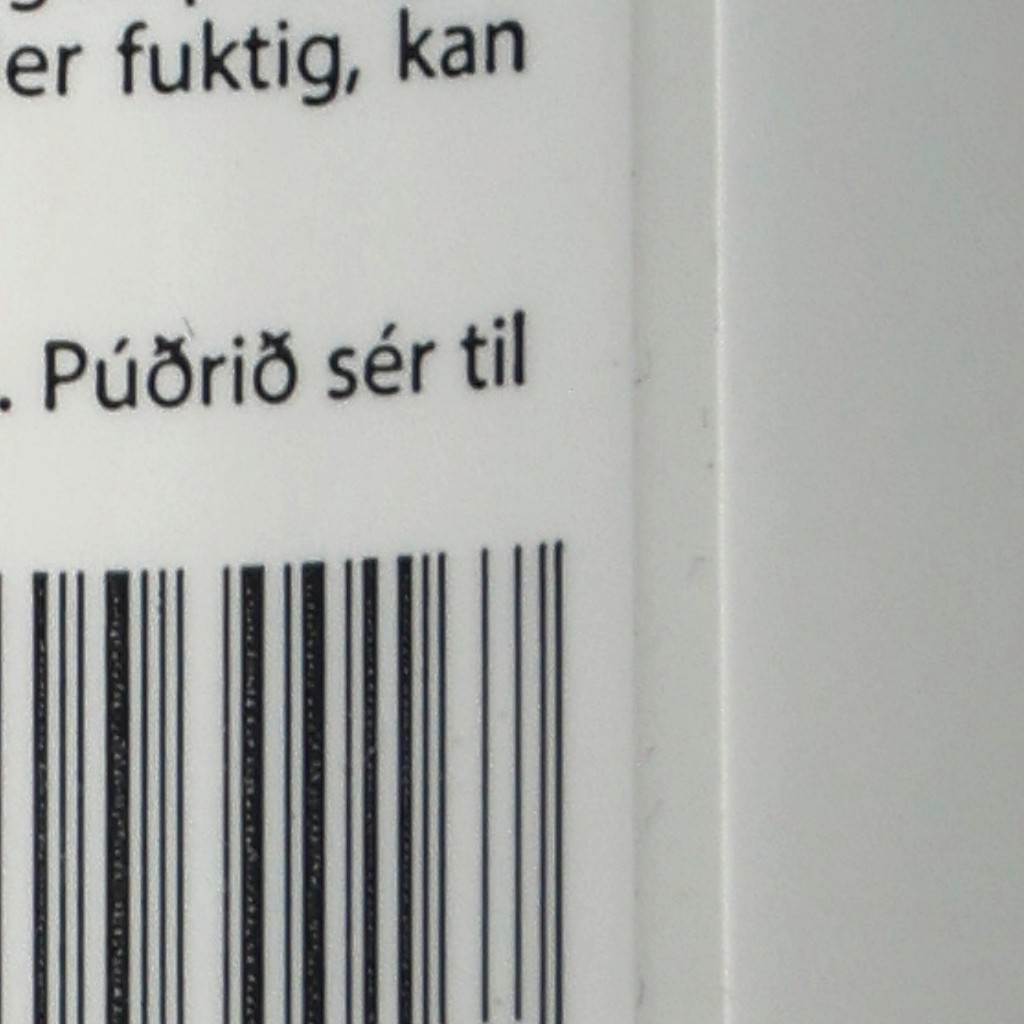 er fuktig, kan
. Púðrið sér til